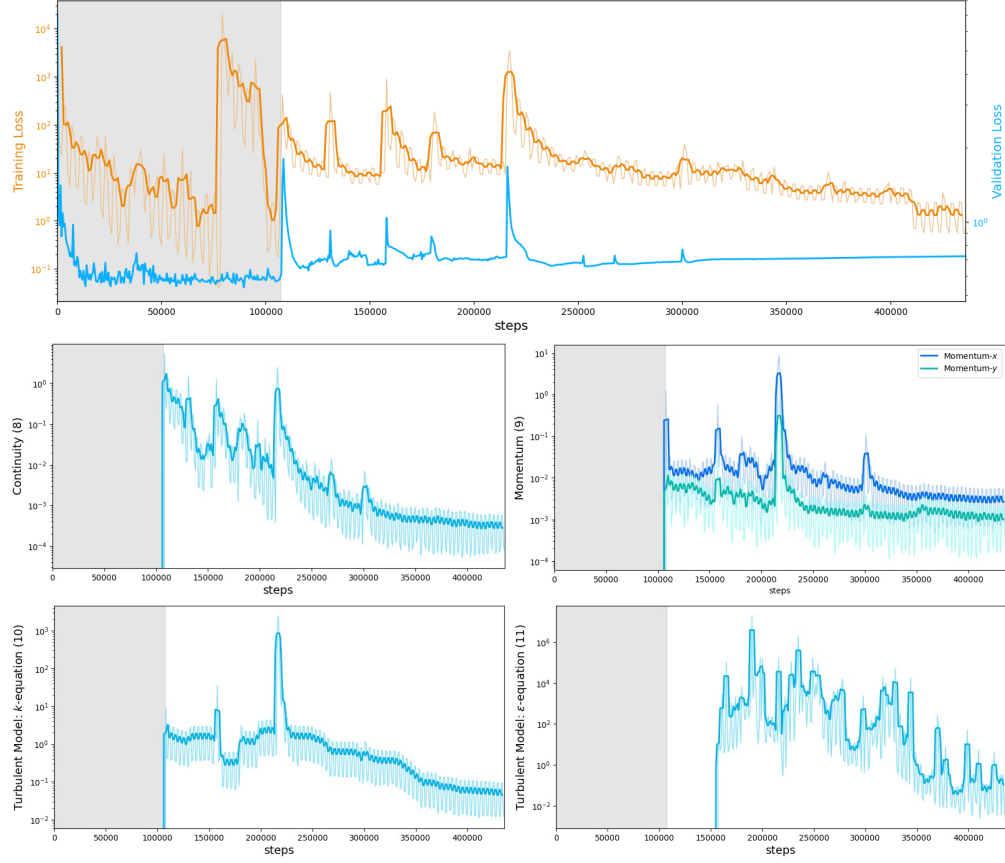 10⁴
10³
10²
10¹
10⁰
10⁻¹
Training Loss
Validation Loss
10⁰
0 50000 100000 150000 200000 250000 300000 350000 400000
steps
10⁰
10⁻¹
10⁻²
10⁻³
10⁻⁴
Continuity (8)
0 50000 100000 150000 200000 250000 300000 350000 400000
steps
10¹
10⁰
10⁻¹
10⁻²
10⁻³
10⁻⁴
Momentum (9)
Momentum-x
Momentum-y
0 50000 100000 150000 200000 250000 300000 350000 400000
steps
10³
10²
10¹
10⁰
10⁻¹
10⁻²
Turbulent Model: k-equation (10)
0 50000 100000 150000 200000 250000 300000 350000 400000
steps
10⁶
10⁴
10²
10⁰
10⁻²
Turbulent Model: ε-equation (11)
0 50000 100000 150000 200000 250000 300000 350000 400000
steps